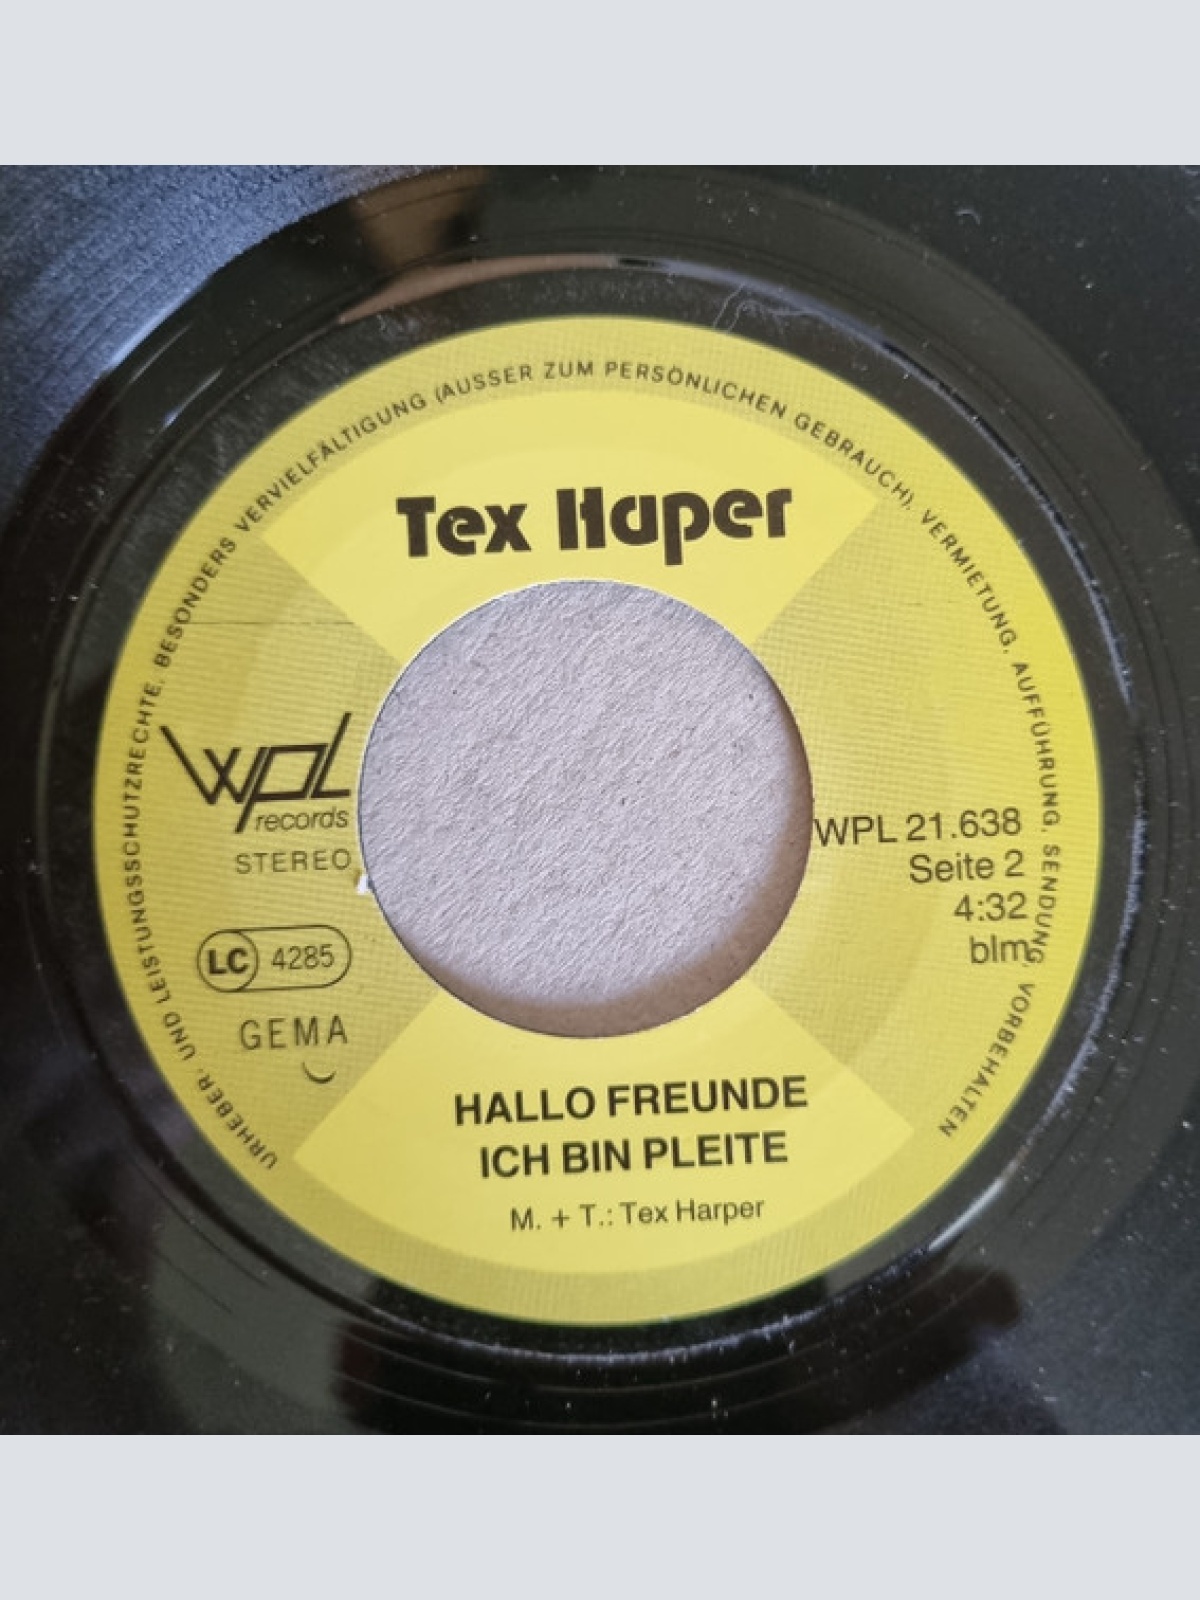 URHEBER- UND LEISTUNGSSCHUTZRECHTE, BESONDERS VERVIELFÄLTIGUNG (AUSSER ZUM PERSÖNLICHEN GEBRAUCH), VERMIETUNG, AUFFÜHRUNG, SENDUNG, VORBEHALTEN
Tex Haper
WPL
records
STEREO
LC 4285
GEMA
WPL 21.638
Seite 2
4:32
blm
HALLO FREUNDE
ICH BIN PLEITE
M. + T.: Tex Harper